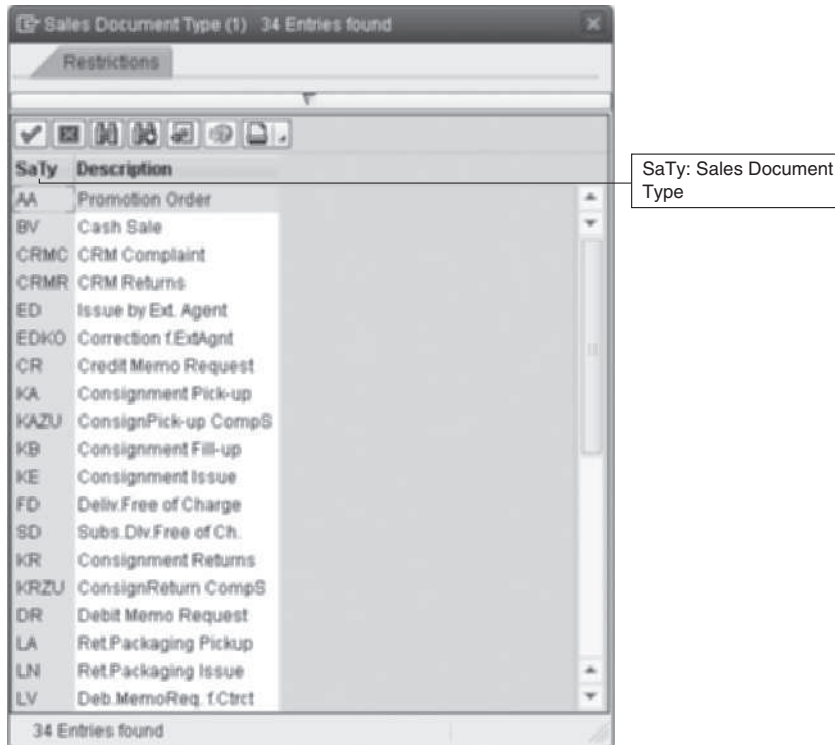 Sales Document Type (1) 34 Entries found
Restrictions
SaTy Description
AA Promotion Order
BV Cash Sale
CRMC CRM Complaint
CRMR CRM Returns
ED Issue by Ext. Agent
EDKO Correction f.ExtAgnt
CR Credit Memo Request
KA Consignment Pick-up
KAZU ConsignPick-up CompS
KB Consignment Fill-up
KE Consignment Issue
FD Deliv.Free of Charge
SD Subs.Dlv.Free of Ch.
KR Consignment Returns
KRZU ConsignReturn CompS
DR Debit Memo Request
LA Ret.Packaging Pickup
LN Ret.Packaging Issue
LV Deb.MemoReq. f.Ctrct
34 Entries found
SaTy: Sales Document
Type